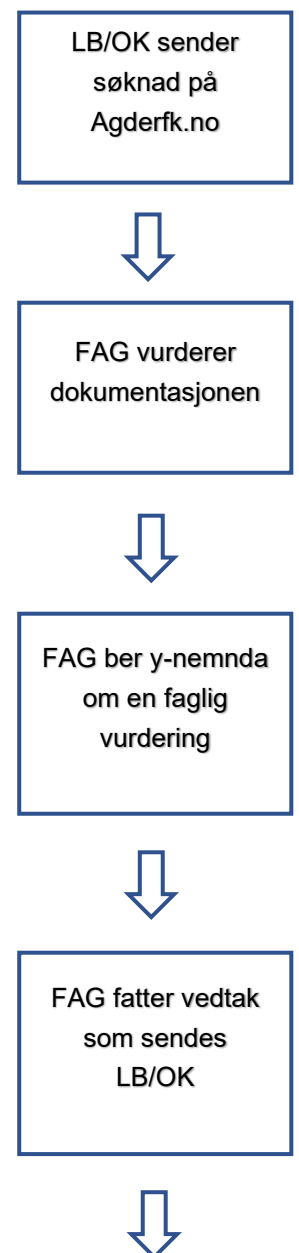 LB/OK sender
søknad på
Agderfk.no
FAG vurderer
dokumentasjonen
FAG ber y-nemnda
om en faglig
vurdering
FAG fatter vedtak
som sendes
LB/OK